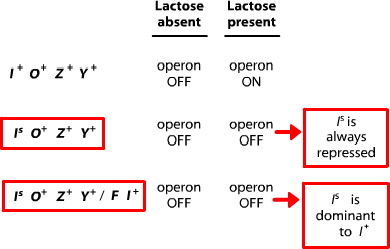 Lactose absent Lactose present
I⁺ O⁺ Z⁺ Y⁺ operon OFF operon ON
Iˢ O⁺ Z⁺ Y⁺ operon OFF operon OFF Iˢ is always repressed
Iˢ O⁺ Z⁺ Y⁺ / F I⁺ operon OFF operon OFF Iˢ is dominant to I⁺